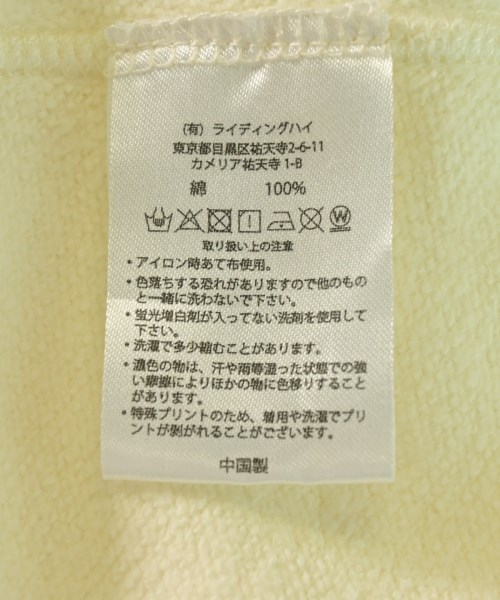 (有) ライディングハイ
東京都目黒区祐天寺2-6-11
カメリア祐天寺1-B
綿 100%
W
取り扱い上の注意
・アイロン時あて布使用。
・色落ちする恐れがありますので他のもの
と一緒に洗わないで下さい。
・蛍光増白剤が入ってない洗剤を使用して
下さい。
・洗濯で多少縮むことがあります。
・濃色の物は、汗や雨等湿った状態での強
い摩擦によりほかの物に色移りすること
があります。
・特殊プリントのため、着用や洗濯でプリ
ントが剥がれることがございます。
中国製